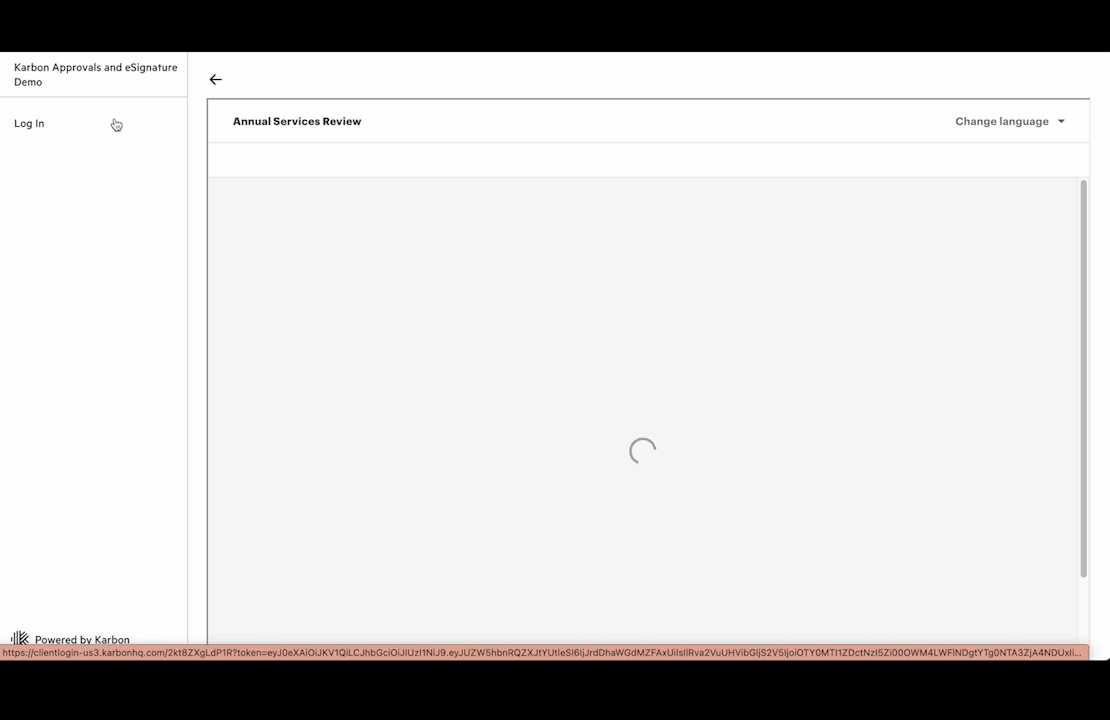 Karbon Approvals and eSignature
Demo
Log In
Annual Services Review
Change language
Powered by Karbon